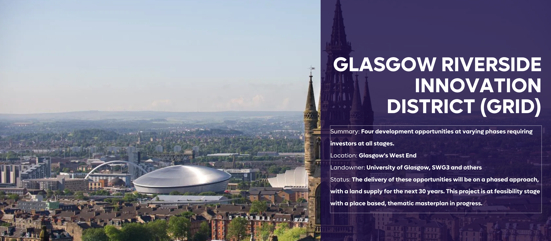 GLASGOW RIVERSIDE
INNOVATION
DISTRICT (GRID)
Summary: Four development opportunities at varying phases requiring
investors at all stages.
Location: Glasgow's West End
Landowner: University of Glasgow, SWG3 and others
Status: The delivery of these opportunities will be on a phased approach,
with a land supply for the next 30 years. This project is at feasibility stage
with a place based, thematic masterplan in progress.